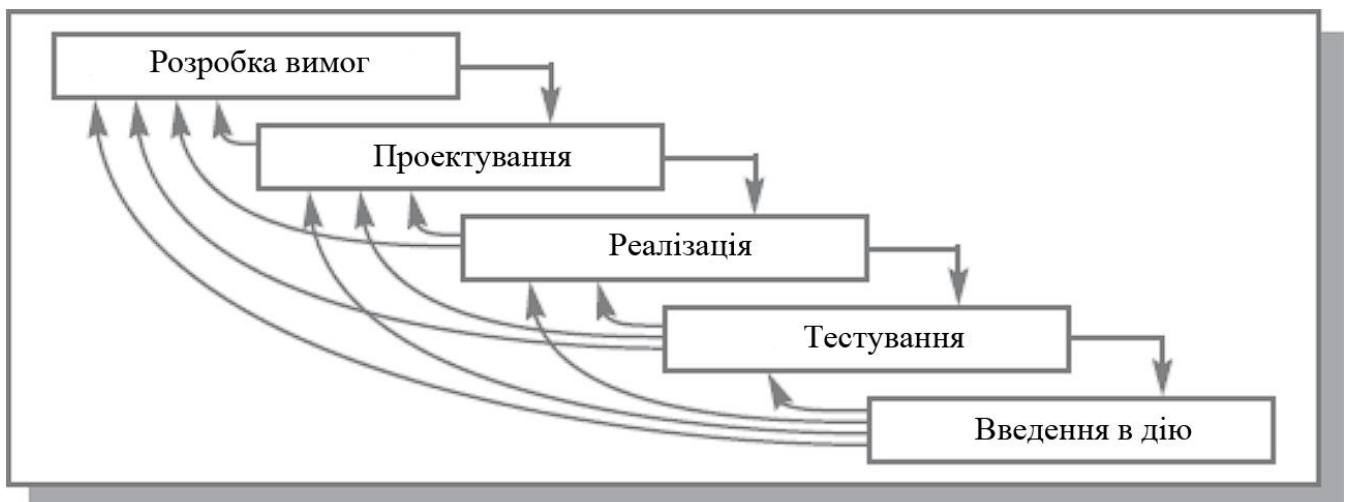 Розробка вимог
Проектування
Реалізація
Тестування
Введення в дію